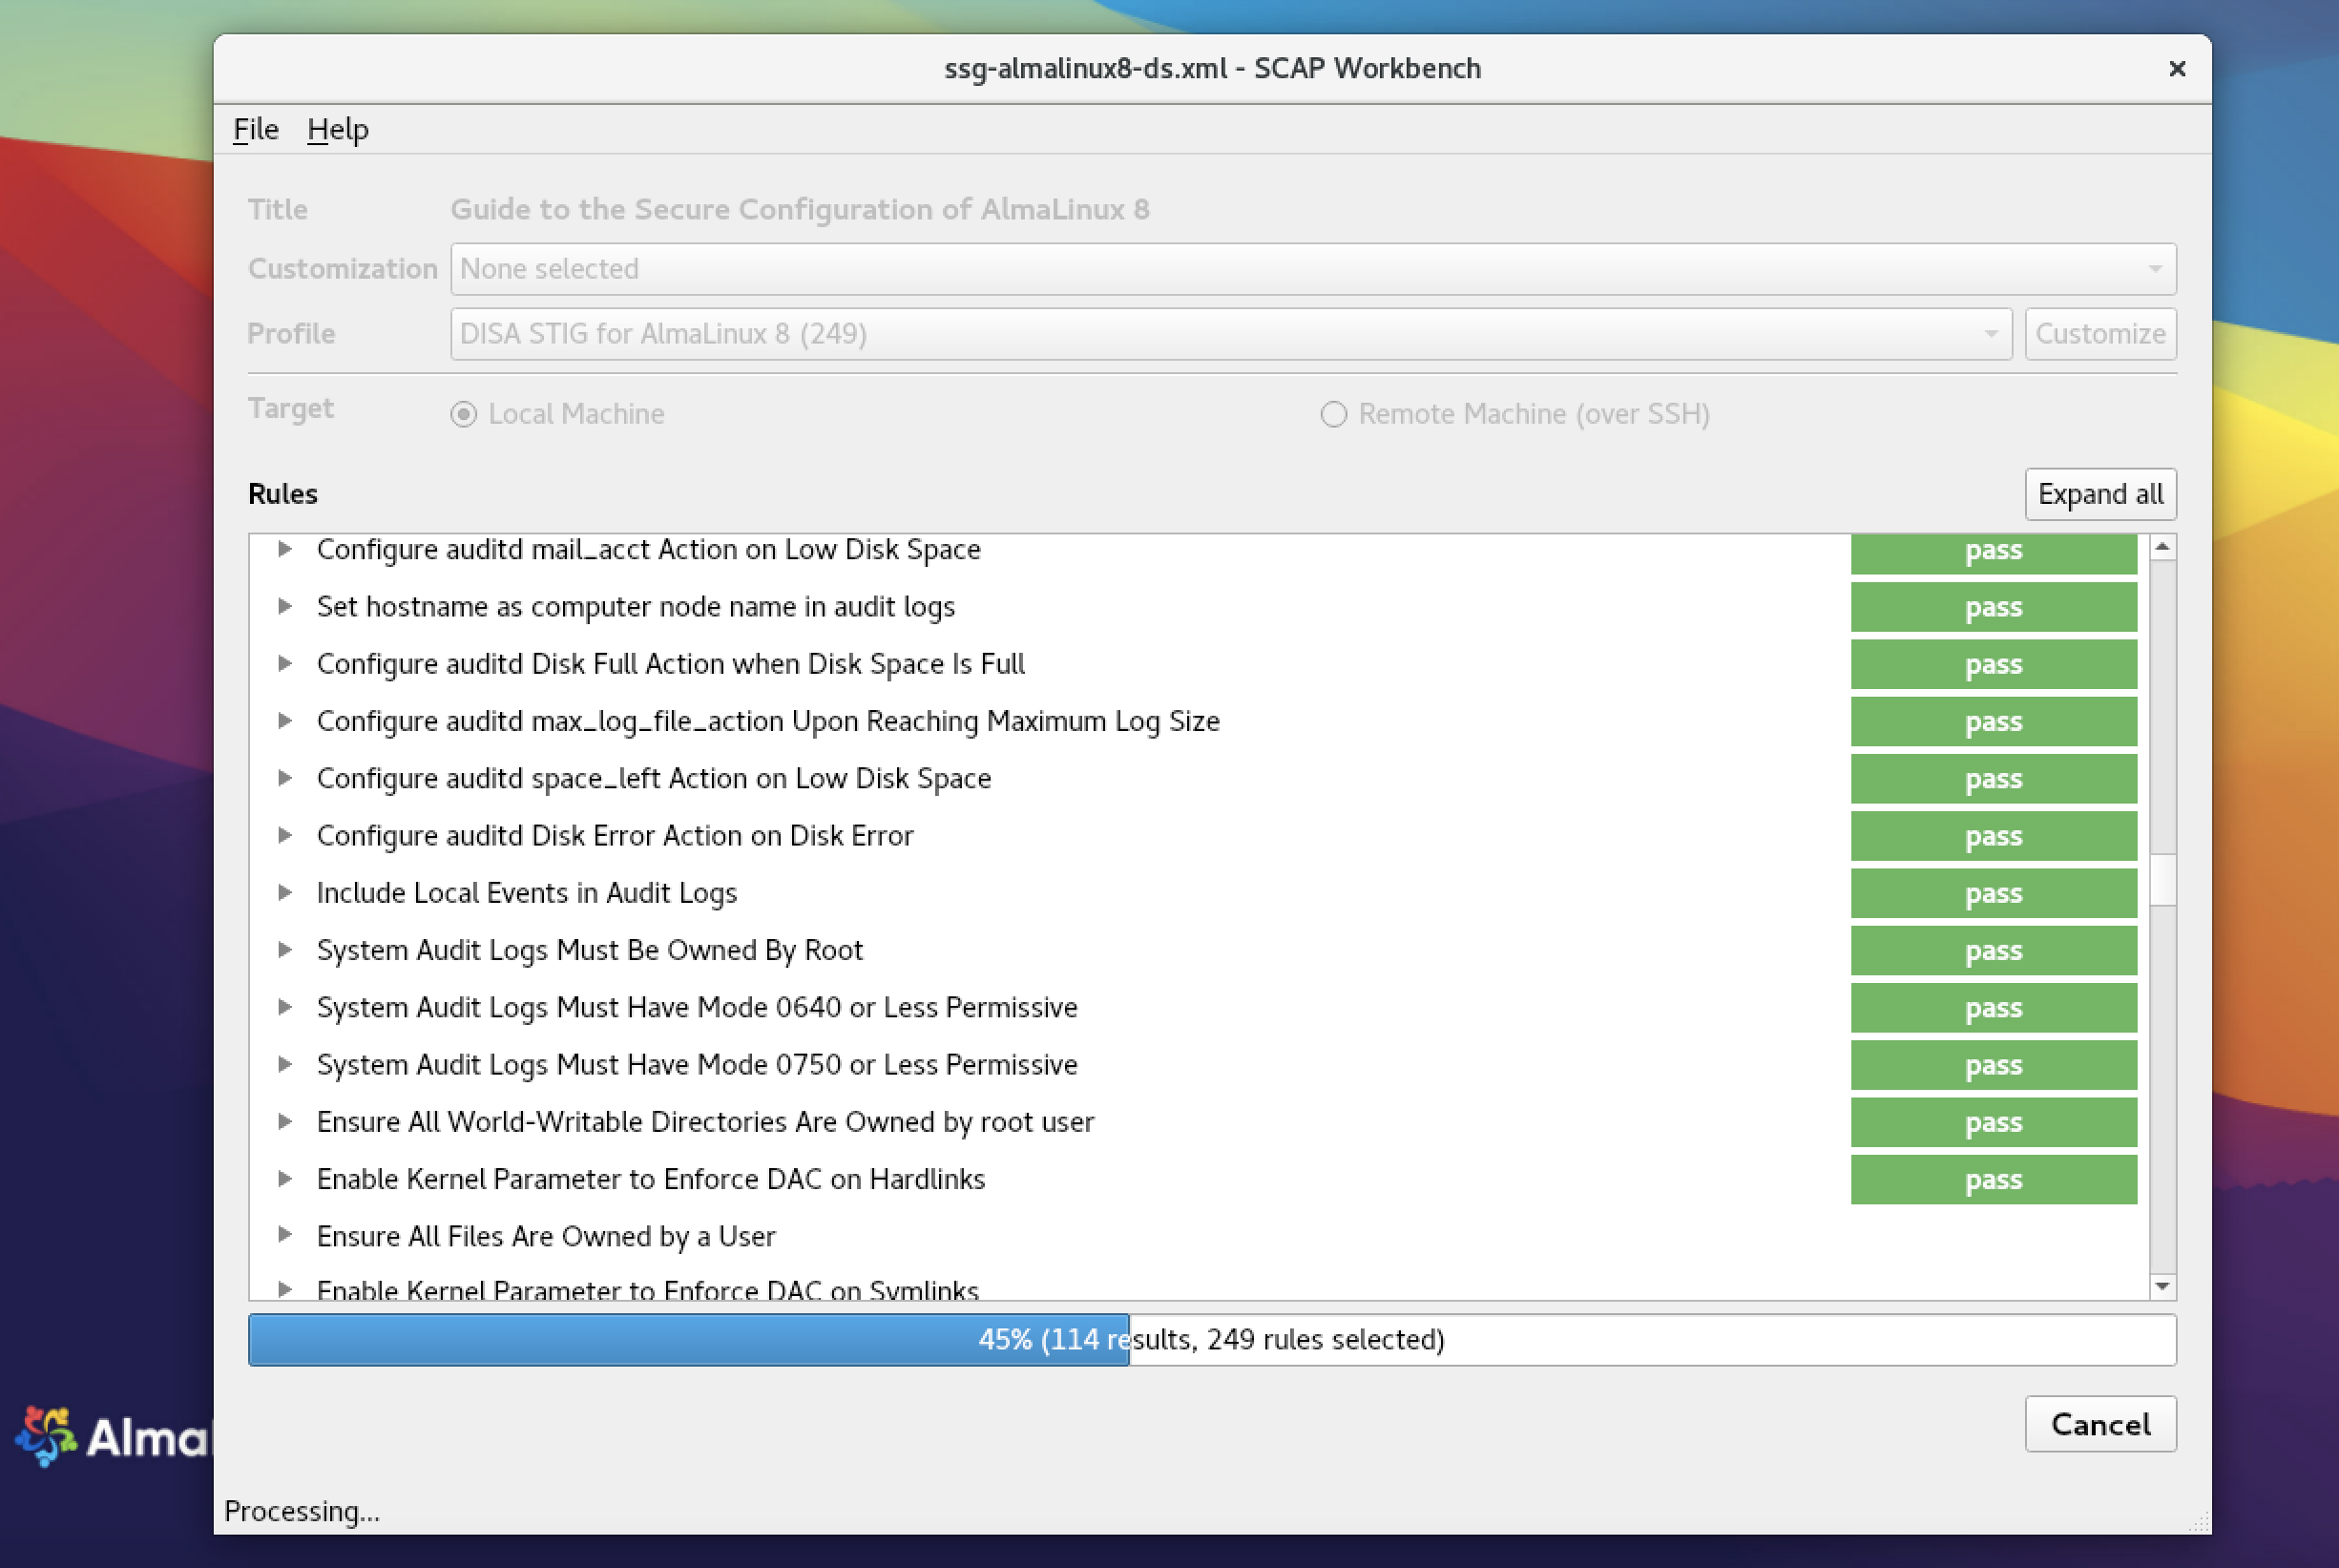 ssg-almalinux8-ds.xml - SCAP Workbench
File Help
Title Guide to the Secure Configuration of AlmaLinux 8
Customization None selected
Profile DISA STIG for AlmaLinux 8 (249) Customize
Target Local Machine Remote Machine (over SSH)
Rules Expand all
Configure auditd mail_acct Action on Low Disk Space pass
Set hostname as computer node name in audit logs pass
Configure auditd Disk Full Action when Disk Space Is Full pass
Configure auditd max_log_file_action Upon Reaching Maximum Log Size pass
Configure auditd space_left Action on Low Disk Space pass
Configure auditd Disk Error Action on Disk Error pass
Include Local Events in Audit Logs pass
System Audit Logs Must Be Owned By Root pass
System Audit Logs Must Have Mode 0640 or Less Permissive pass
System Audit Logs Must Have Mode 0750 or Less Permissive pass
Ensure All World-Writable Directories Are Owned by root user pass
Enable Kernel Parameter to Enforce DAC on Hardlinks pass
Ensure All Files Are Owned by a User
Enable Kernel Parameter to Enforce DAC on Symlinks
45% (114 results, 249 rules selected)
Alma
Cancel
Processing...